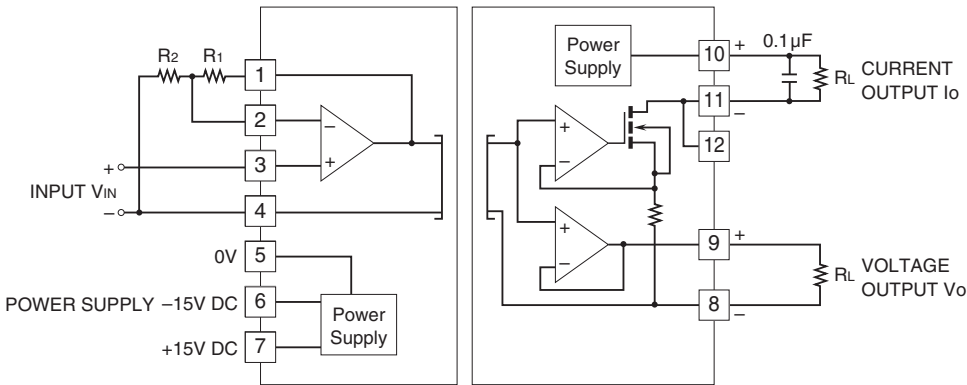 R2 R1
1
2
3
4
5
6
7
−
+
+
INPUT VIN
−
0V
POWER SUPPLY −15V DC
+15V DC
Power
Supply
Power
Supply
10
11
12
9
8
+
0.1µF
RL
CURRENT
OUTPUT Io
−
+
−
+
−
+
RL
VOLTAGE
OUTPUT Vo
−